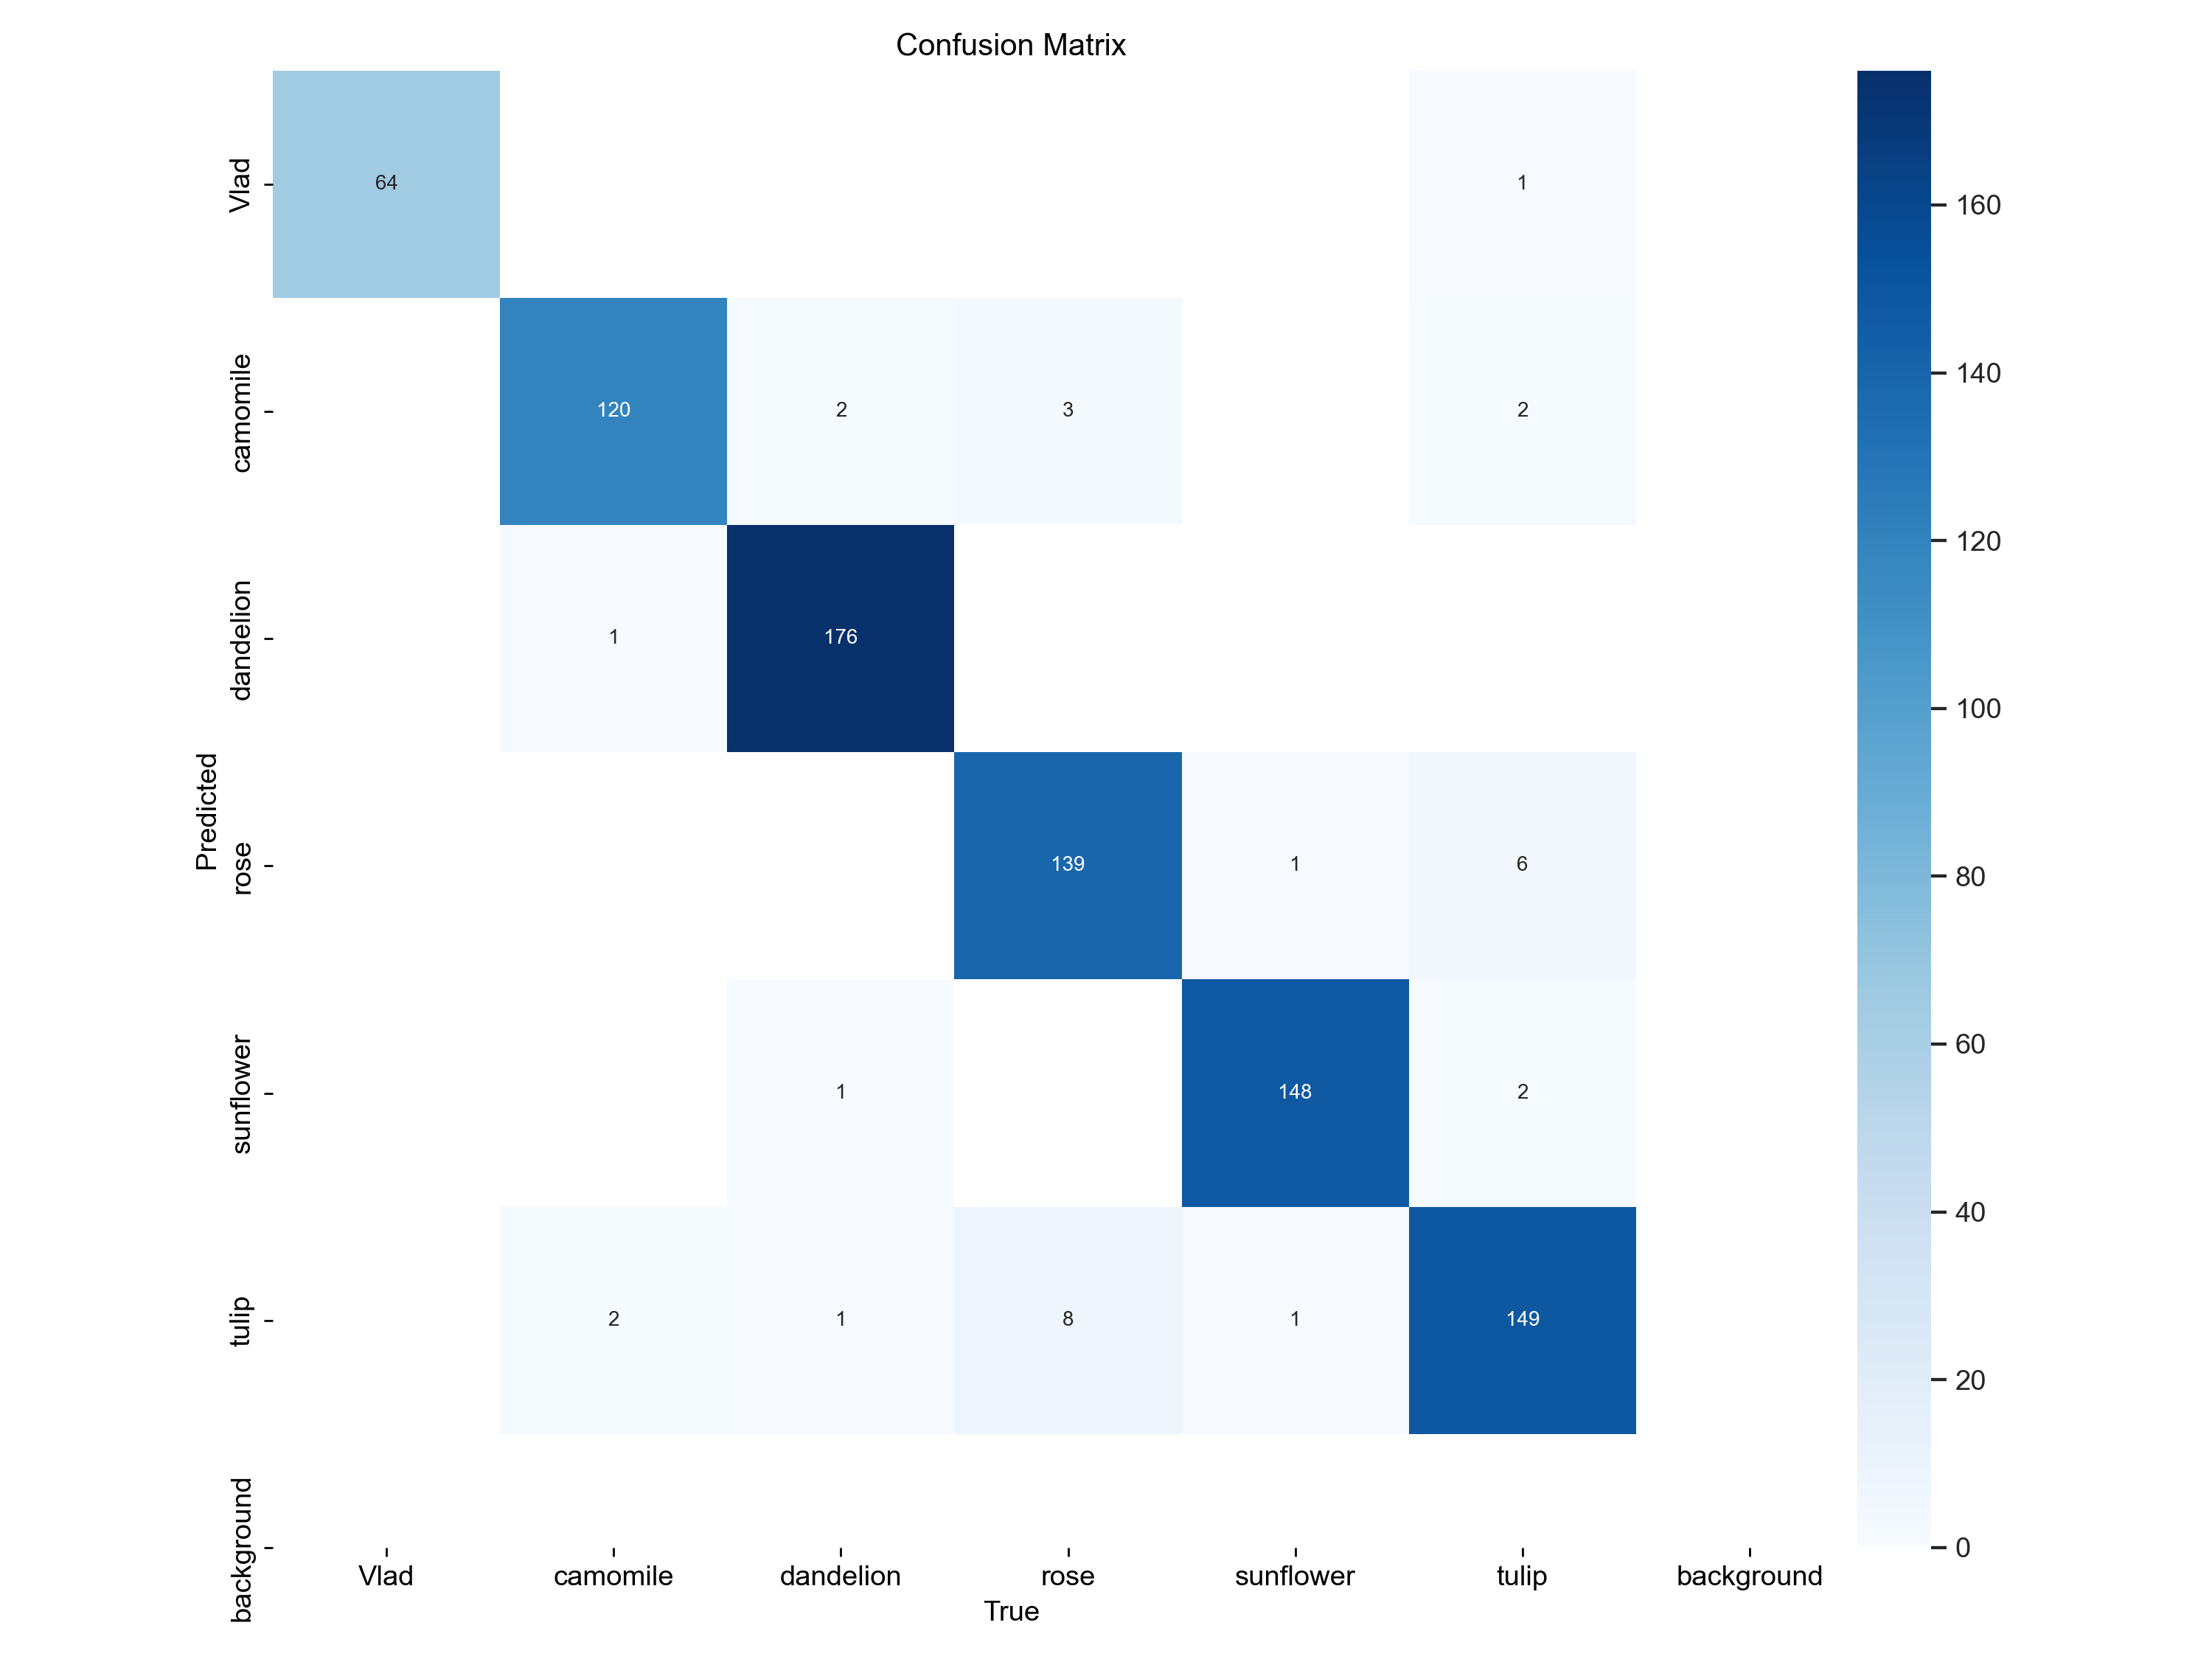 Confusion Matrix
Vlad
64
1
camomile
120
2
3
2
dandelion
1
176
Predicted
rose
139
1
6
sunflower
1
148
2
tulip
2
1
8
1
149
background
Vlad camomile dandelion rose sunflower tulip background
True
160
140
120
100
80
60
40
20
0